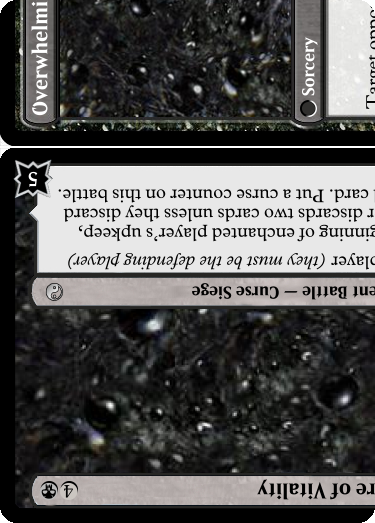 Overwhelmi
Sorcery
Target oppo
re of Vitality
4
ent Battle — Curse Siege
player (they must be the defending player)
ginning of enchanted player's upkeep,
r discards two cards unless they discard
d card. Put a curse counter on this battle.
5